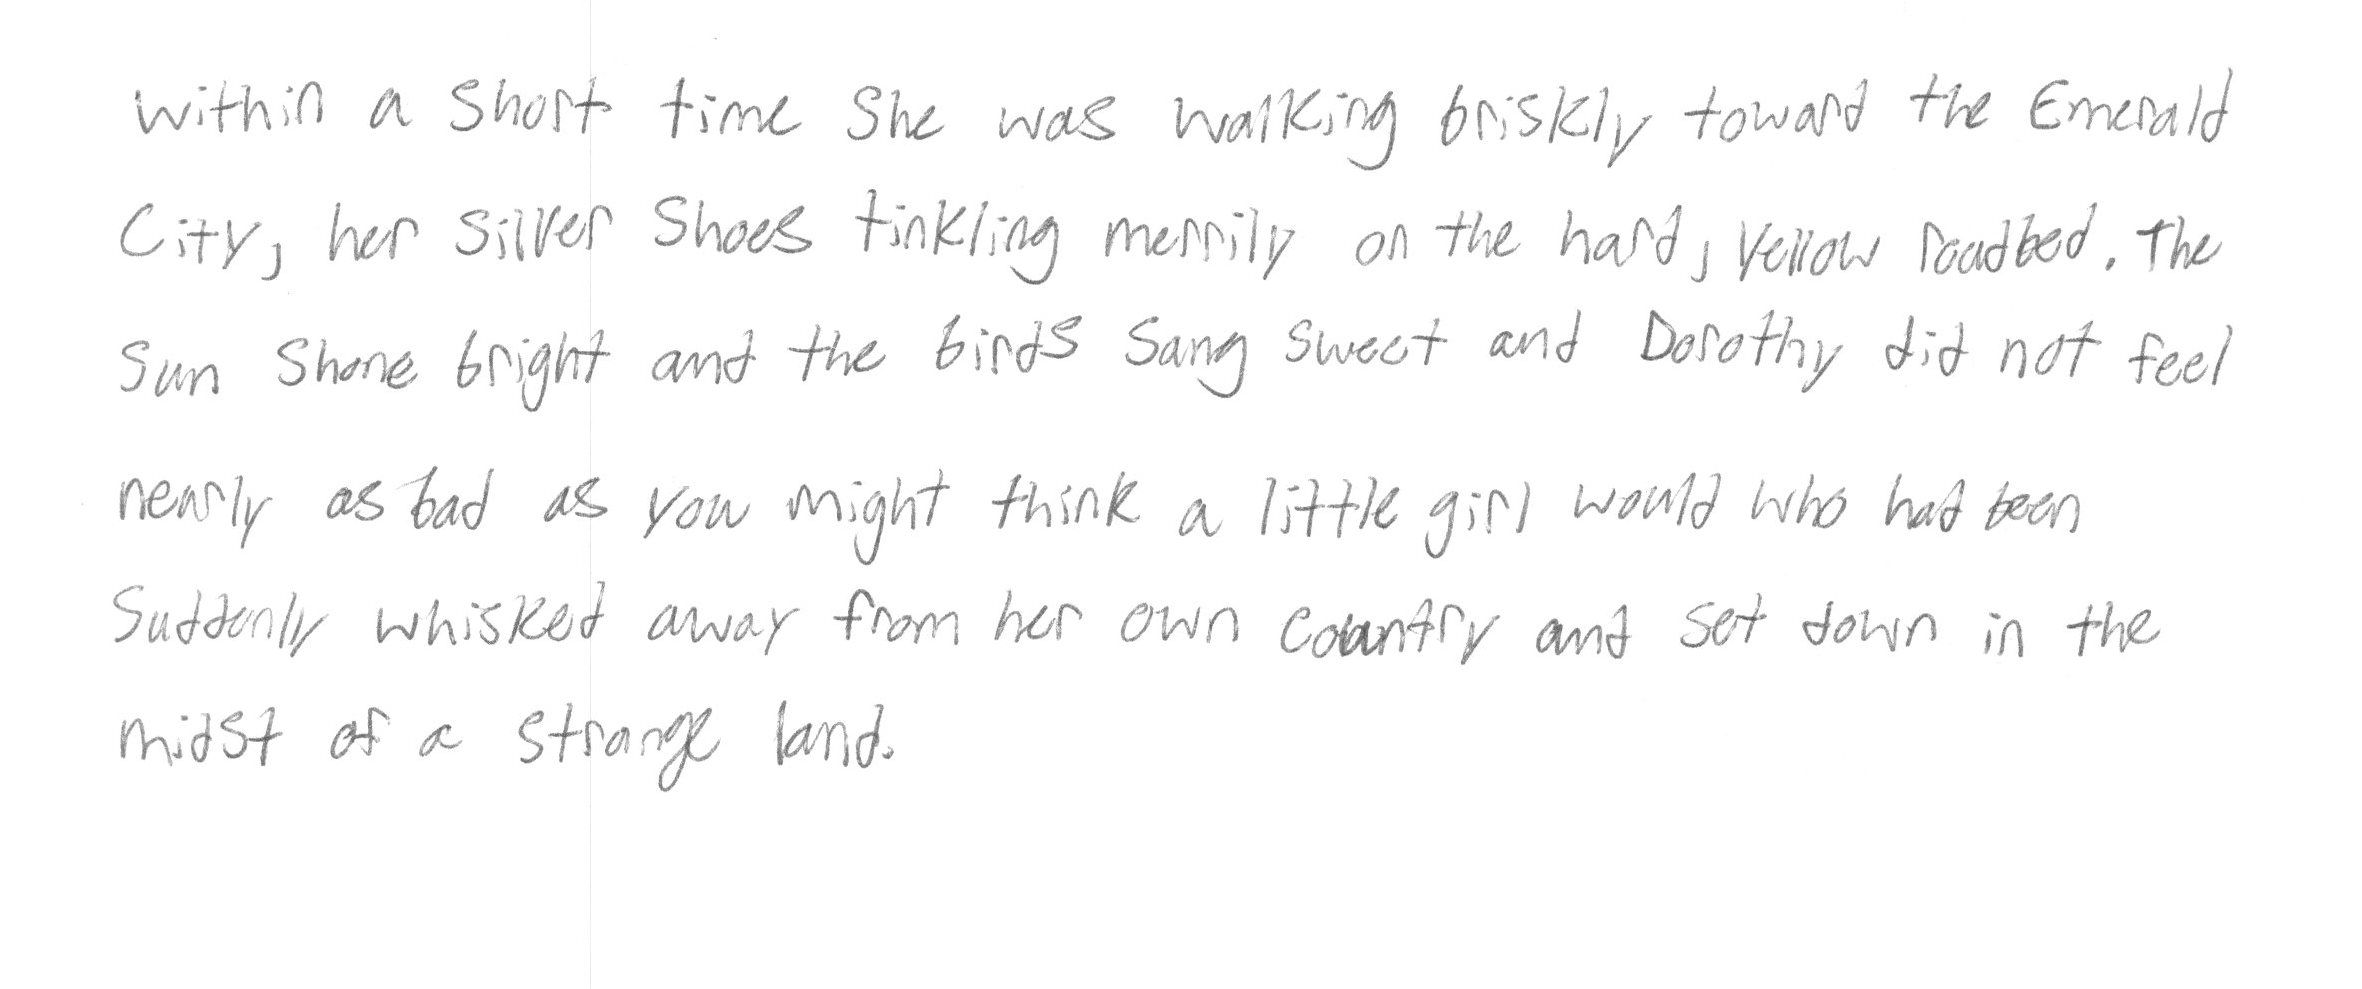 within a short time she was walking briskly toward the Emerald
City, her silver shoes tinkling merrily on the hard, yellow roadbed. The
sun shone bright and the birds sang sweet and Dorothy did not feel
nearly as bad as you might think a little girl would who had been
suddenly whisked away from her own country and set down in the
midst of a strange land.